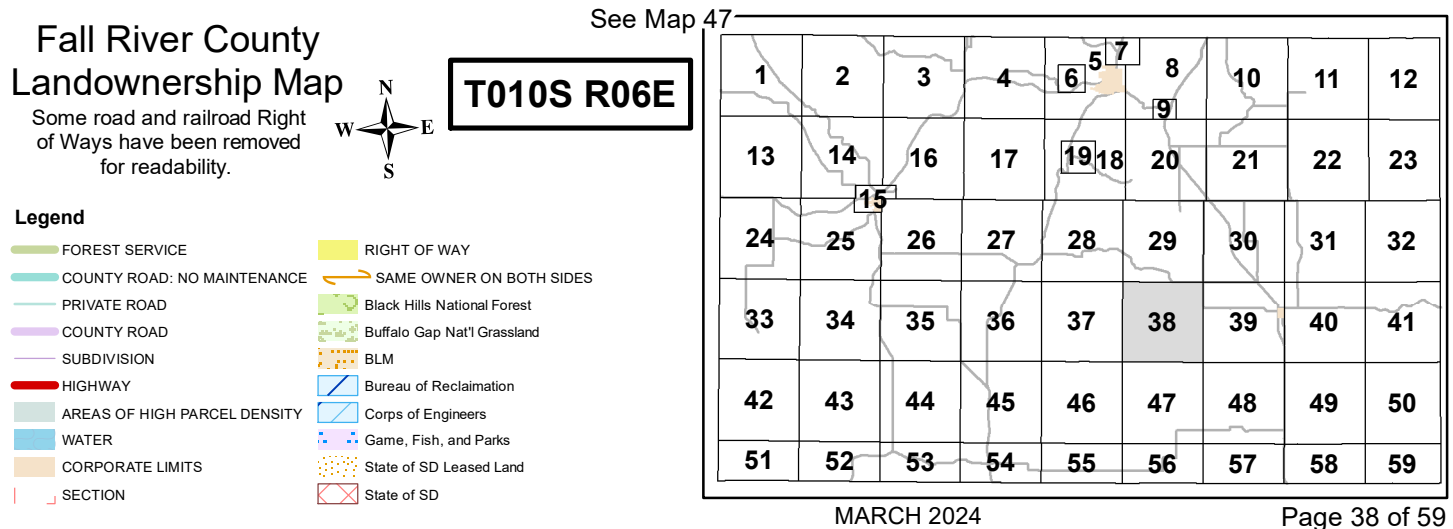 See Map 47
Fall River County
Landownership Map
Some road and railroad Right
of Ways have been removed
for readability.
N
W E
S
T010S R06E
Legend
FOREST SERVICE
COUNTY ROAD: NO MAINTENANCE
PRIVATE ROAD
COUNTY ROAD
SUBDIVISION
HIGHWAY
AREAS OF HIGH PARCEL DENSITY
WATER
CORPORATE LIMITS
SECTION
RIGHT OF WAY
SAME OWNER ON BOTH SIDES
Black Hills National Forest
Buffalo Gap Nat'l Grassland
BLM
Bureau of Reclaimation
Corps of Engineers
Game, Fish, and Parks
State of SD Leased Land
State of SD
1 2 3 4 5 6 7 8 9 10 11 12
13 14 15 16 17 18 19 20 21 22 23
24 25 26 27 28 29 30 31 32
33 34 35 36 37 38 39 40 41
42 43 44 45 46 47 48 49 50
51 52 53 54 55 56 57 58 59
MARCH 2024
Page 38 of 59